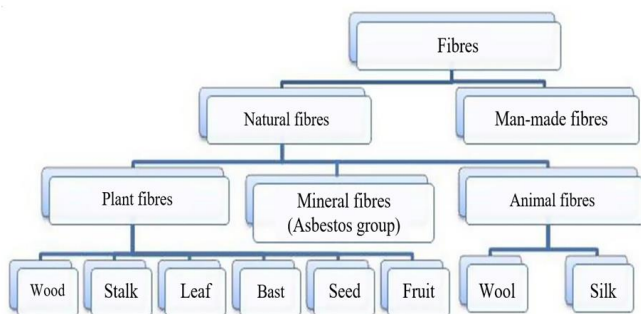 Fibres
Natural fibres
Man-made fibres
Plant fibres
Mineral fibres
(Asbestos group)
Animal fibres
Wood
Stalk
Leaf
Bast
Seed
Fruit
Wool
Silk